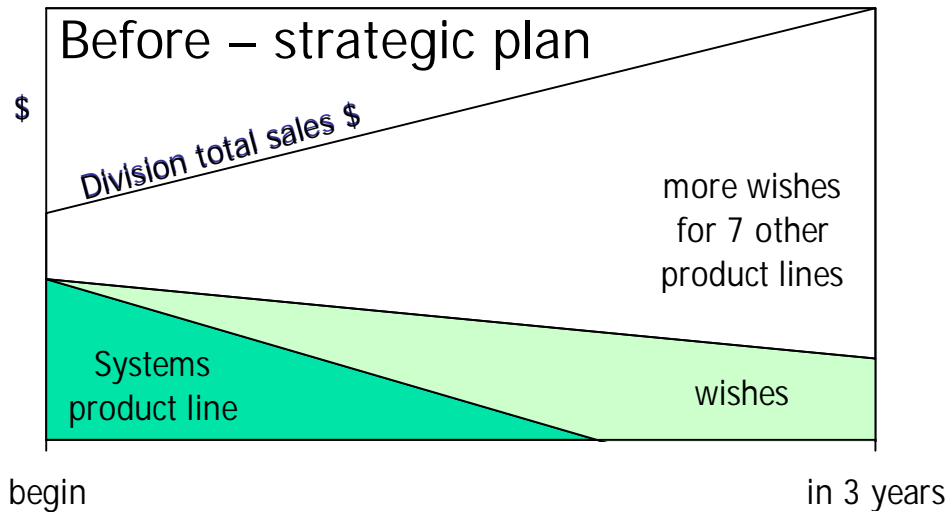 Before – strategic plan
$
Division total sales $
more wishes
for 7 other
product lines
Systems
product line
wishes
begin
in 3 years